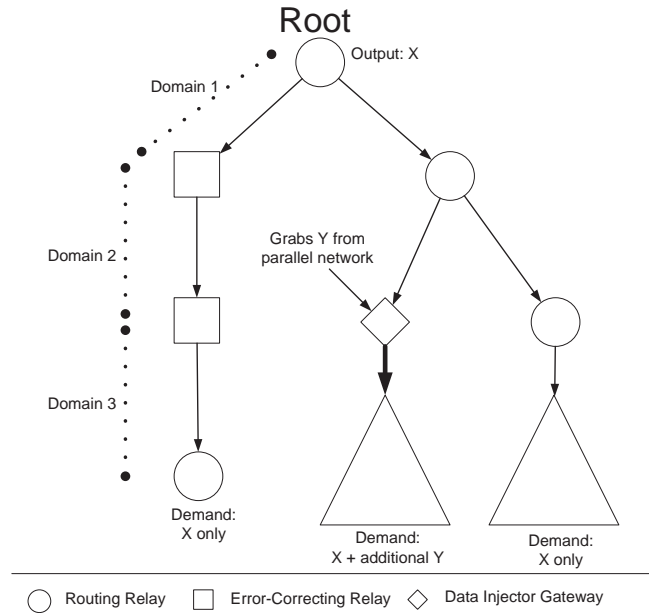 Root
Output: X
Domain 1
Domain 2
Grabs Y from
parallel network
Domain 3
Demand:
X only
Demand:
X + additional Y
Demand:
X only
Routing Relay
Error-Correcting Relay
Data Injector Gateway